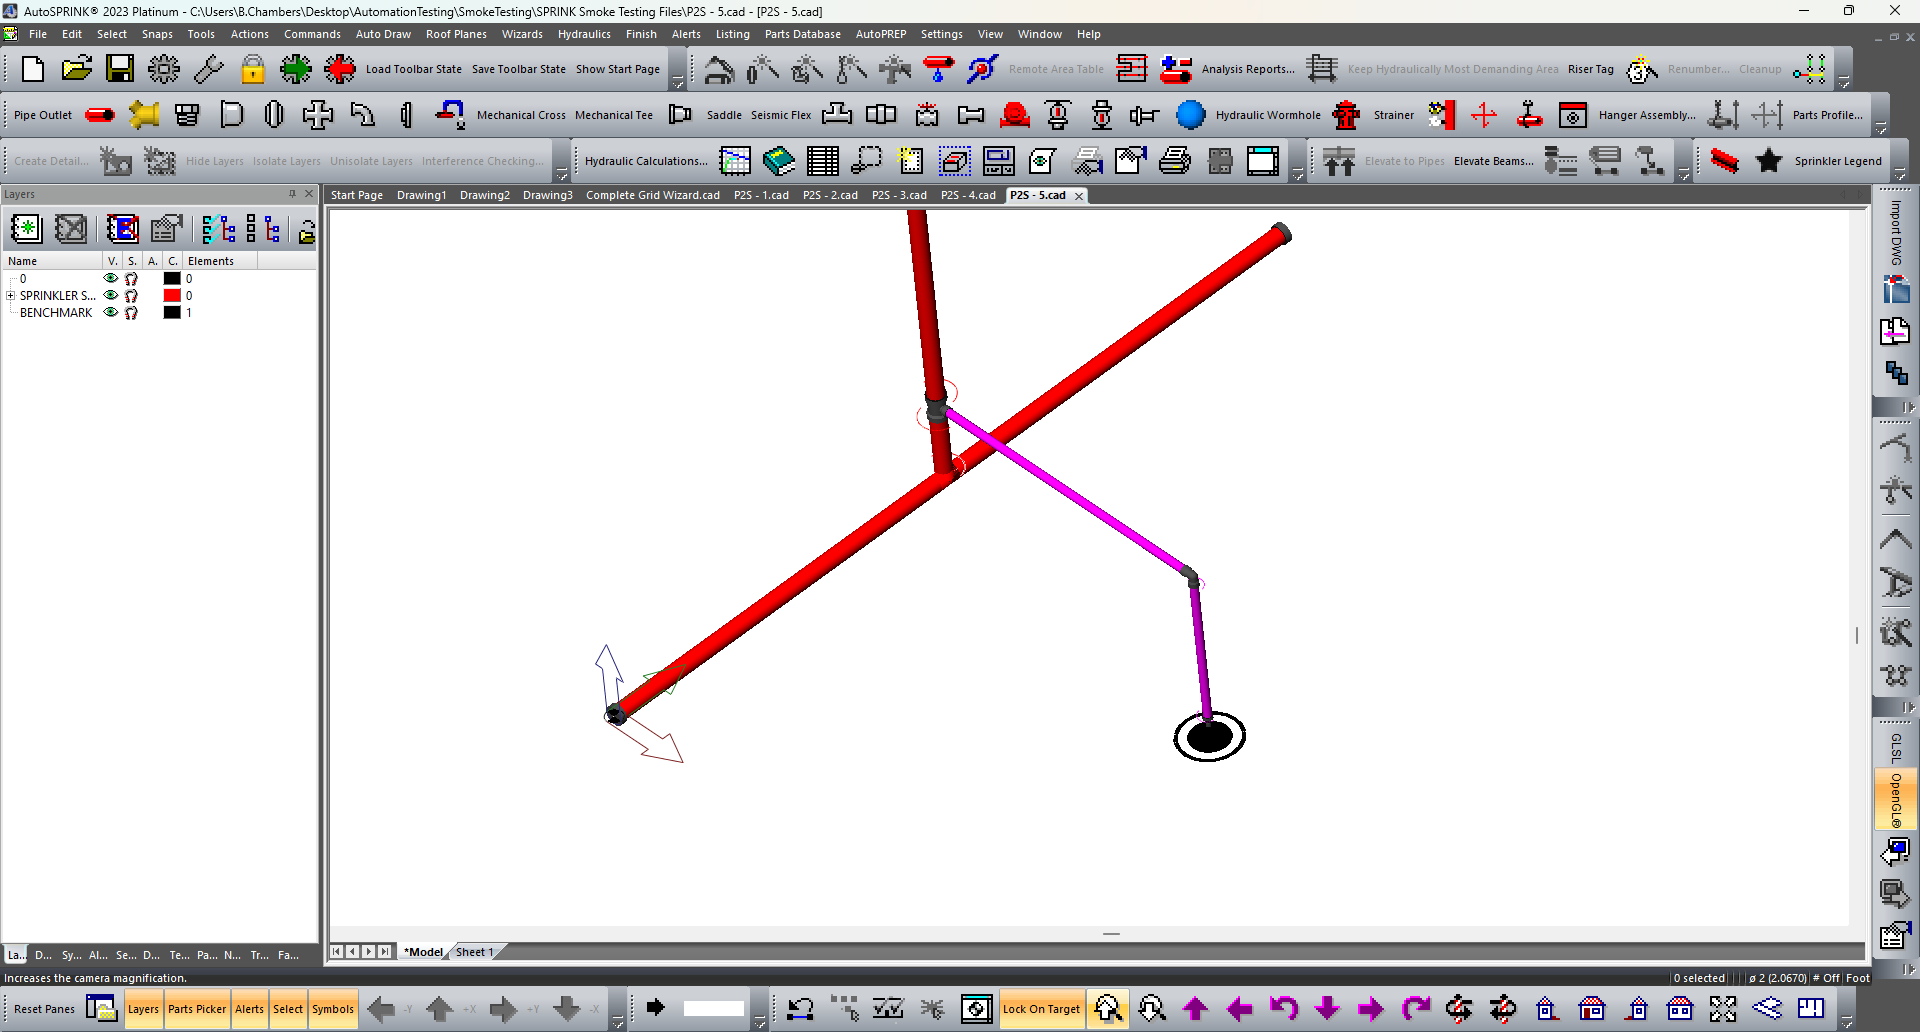 AutoSPRINK® 2023 Platinum - C:\Users\B.Chambers\Desktop\AutomationTesting\SmokeTesting\SPRINK Smoke Testing Files\P2S - 5.cad - [P2S - 5.cad]
File Edit Select Snaps Tools Actions Commands Auto Draw Roof Planes Wizards Hydraulics Finish Alerts Listing Parts Database AutoPREP Settings View Window Help
Load Toolbar State Save Toolbar State Show Start Page Remote Area Table Analysis Reports... Keep Hydraulically Most Demanding Area Riser Tag Renumber... Cleanup
Pipe Outlet Mechanical Cross Mechanical Tee Saddle Seismic Flex Hydraulic Wormhole Strainer Hanger Assembly... Parts Profile...
Create Detail... Hide Layers Isolate Layers Unisolate Layers Interference Checking... Hydraulic Calculations... Elevate to Pipes Elevate Beams... Sprinkler Legend
Layers
Start Page Drawing1 Drawing2 Drawing3 Complete Grid Wizard.cad P2S - 1.cad P2S - 2.cad P2S - 3.cad P2S - 4.cad P2S - 5.cad
Import DWG
Name V. S. A. C. Elements
0 0
SPRINKLER S... 0
BENCHMARK 1
GLSL
OpenGL®
La... D... Sy... Al... Se... D... Te... Pa... N... Tr... Fa...
*Model Sheet 1
Increases the camera magnification.
0 selected ø 2 (2.0670) # Off Foot
Reset Panes Layers Parts Picker Alerts Select Symbols -Y +X +Y -X Lock On Target